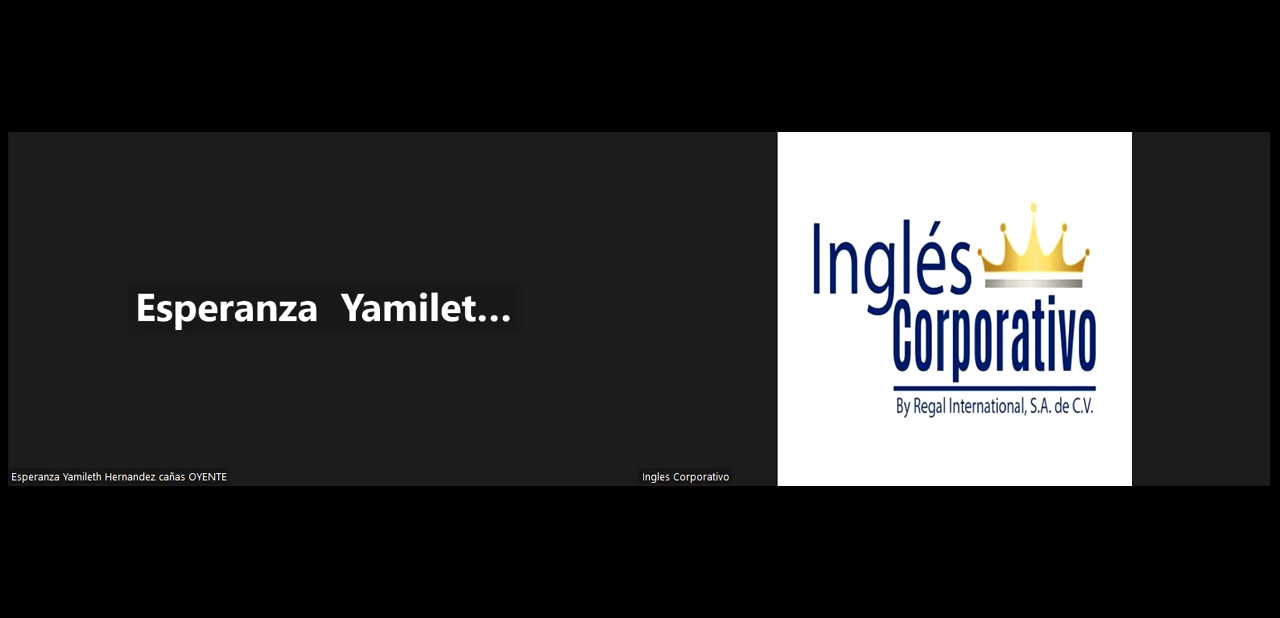 Esperanza Yamilet...
Esperanza Yamileth Hernandez cañas OYENTE
Inglés
Corporativo
By Regal International, S.A. de C.V.
Ingles Corporativo